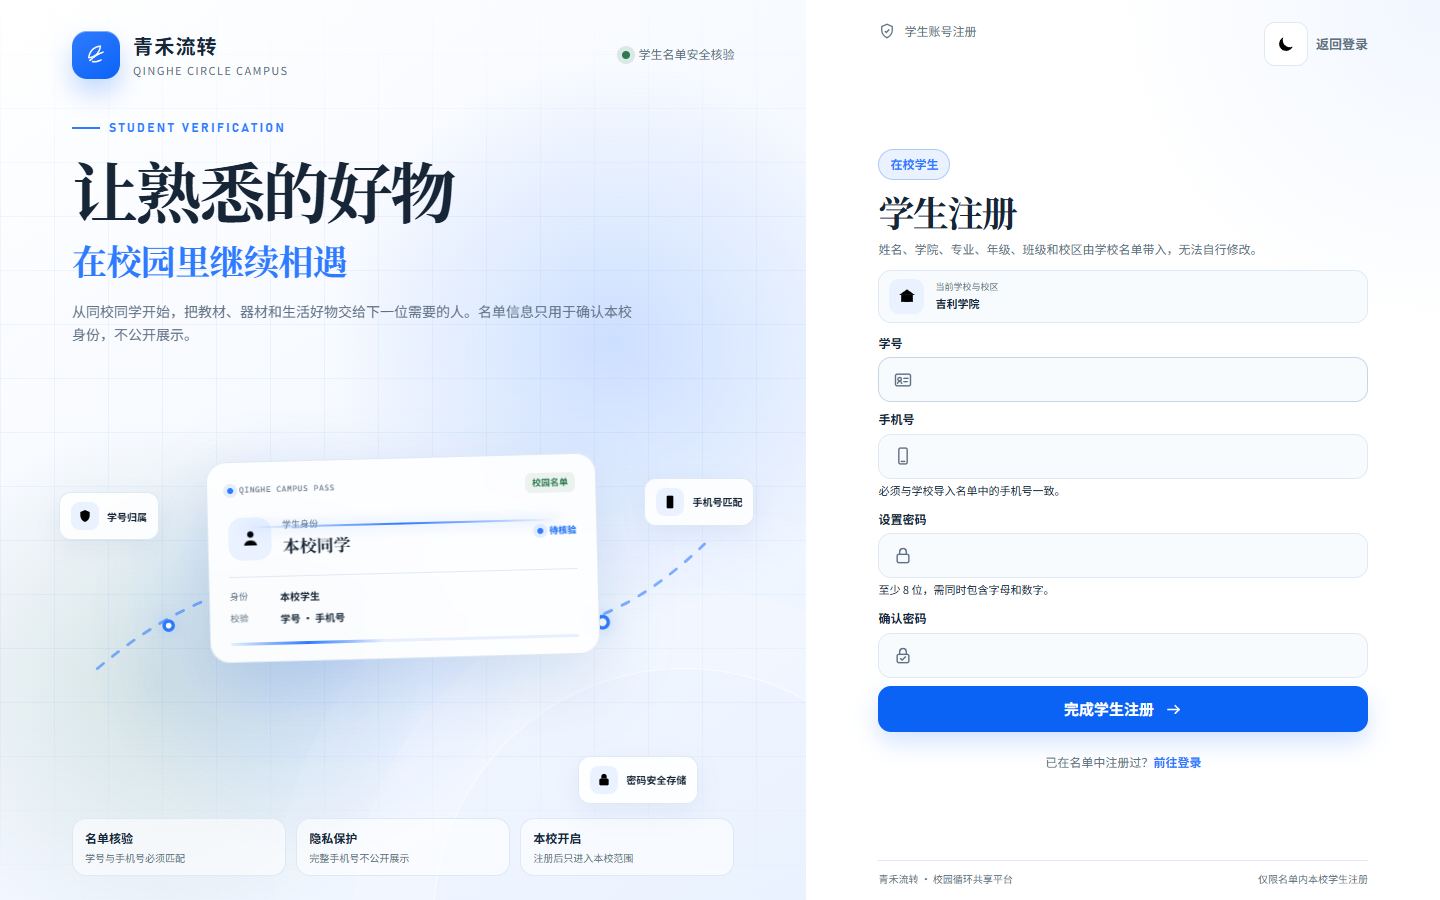 青禾流转
QINGHE CIRCLE CAMPUS
学生名单安全核验
STUDENT VERIFICATION
让熟悉的好物
在校园里继续相遇
从同校同学开始，把教材、器材和生活好物交给下一位需要的人。名单信息只用于确认本校
身份，不公开展示。
学号归属
QINGHE CAMPUS PASS
校园名单
学生身份
本校同学
待核验
身份 本校学生
校验 学号 · 手机号
手机号匹配
密码安全存储
名单核验
学号与手机号必须匹配
隐私保护
完整手机号不公开展示
本校开启
注册后只进入本校范围
学生账号注册
返回登录
在校学生
学生注册
姓名、学院、专业、年级、班级和校区由学校名单带入，无法自行修改。
当前学校与校区
吉利学院
学号
手机号
必须与学校导入名单中的手机号一致。
设置密码
至少 8 位，需同时包含字母和数字。
确认密码
完成学生注册 →
已在名单中注册过？前往登录
青禾流转 · 校园循环共享平台
仅限名单内本校学生注册